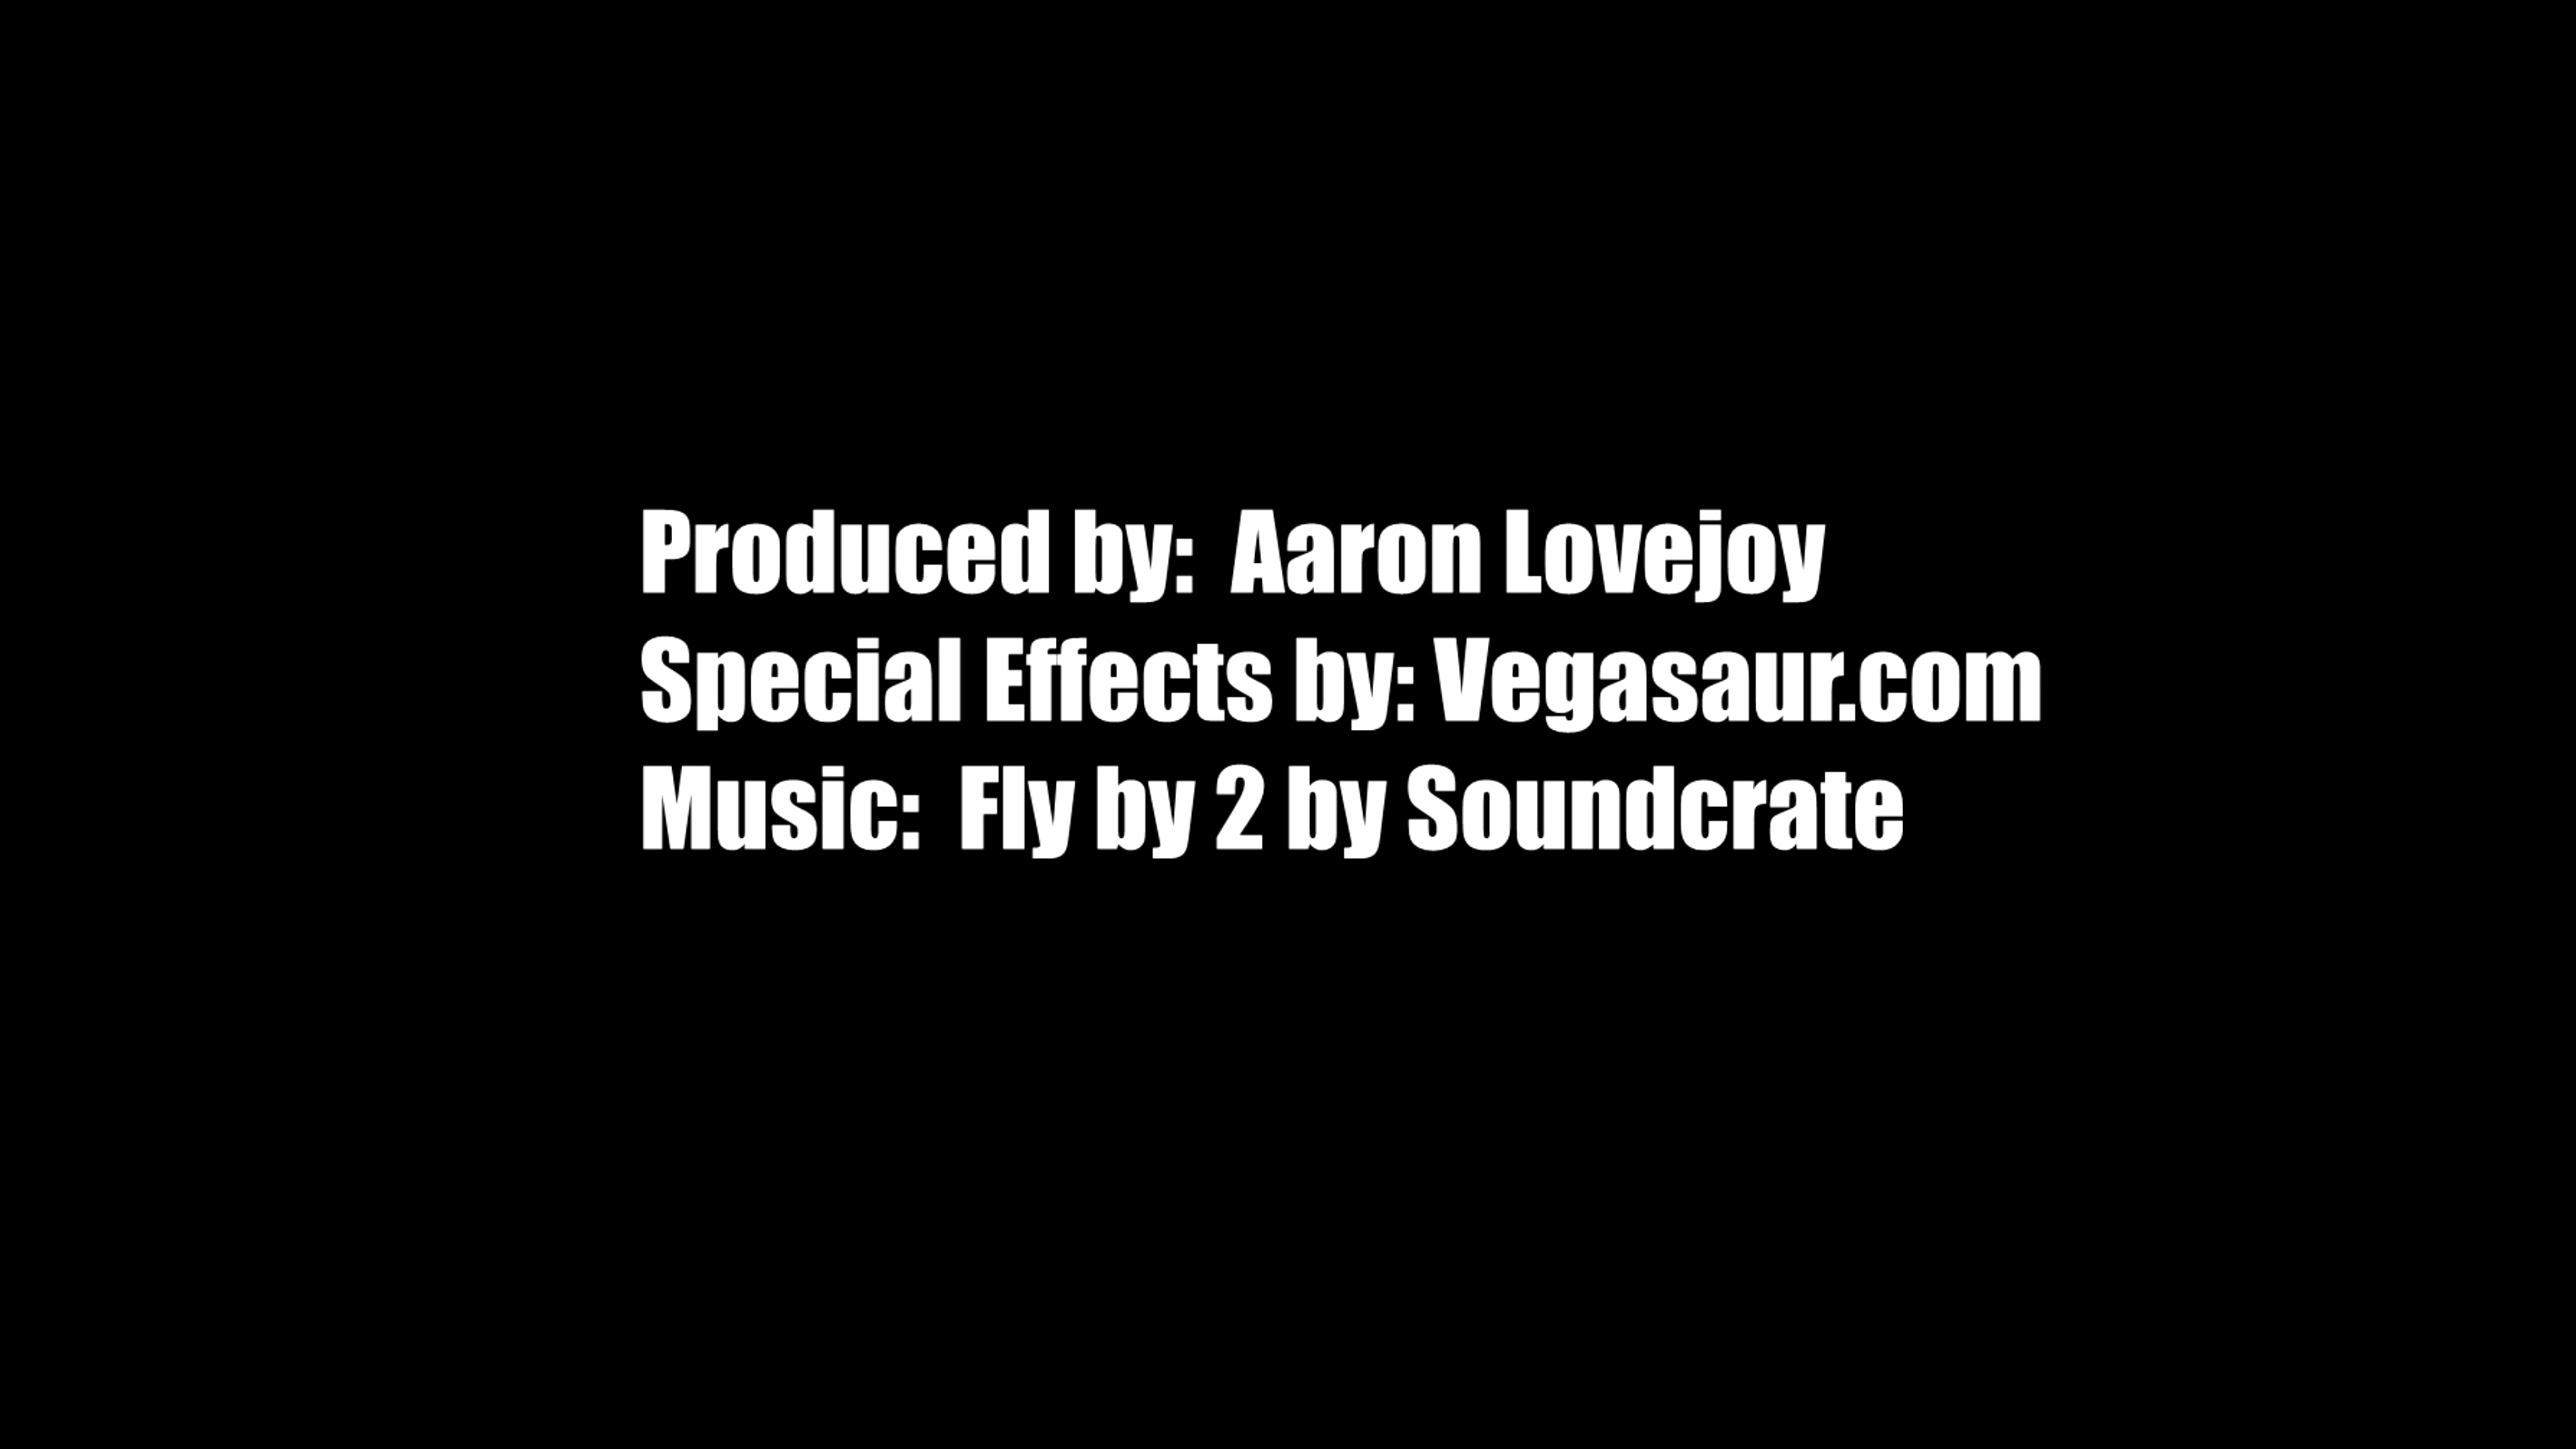 Produced by:  Aaron Lovejoy
Special Effects by: Vegasaur.com
Music:  Fly by 2 by Soundcrate